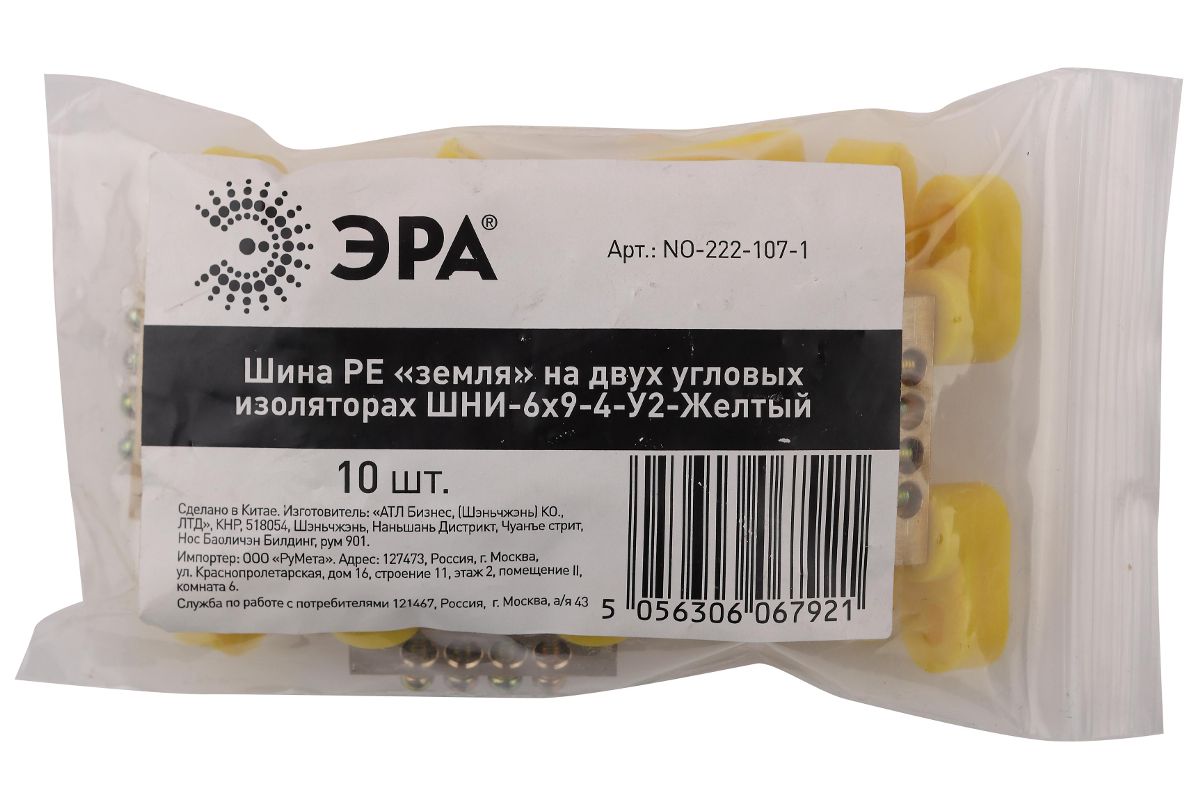 ЭРА®
Арт.: NO-222-107-1
Шина PE «земля» на двух угловых
изоляторах ШНИ-6х9-4-У2-Желтый
10 шт.
Сделано в Китае. Изготовитель: «АТЛ Бизнес, (Шэньчжэнь) КО.,
ЛТД», КНР, 518054, Шэньчжэнь, Наньшань Дистрикт, Чуанъе стрит,
Нос Баоличэн Билдинг, рум 901.
Импортер: ООО «РуМета». Адрес: 127473, Россия, г. Москва,
ул. Краснопролетарская, дом 16, строение 11, этаж 2, помещение II,
комната 6.
Служба по работе с потребителями 121467, Россия, г. Москва, а/я 43
5 056306 067921